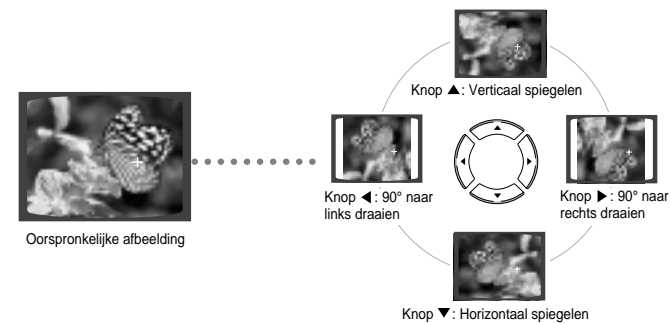 Knop ▲: Verticaal spiegelen
Knop ◀: 90° naar
links draaien
Knop ▶: 90° naar
rechts draaien
Oorspronkelijke afbeelding
Knop ▼: Horizontaal spiegelen